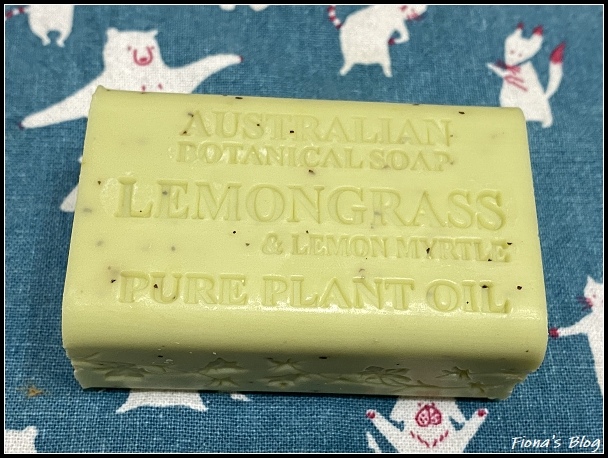 AUSTRALIAN
BOTANICAL SOAP
LEMONGRASS
& LEMON MYRTLE
PURE PLANT OIL
Fiona's Blog